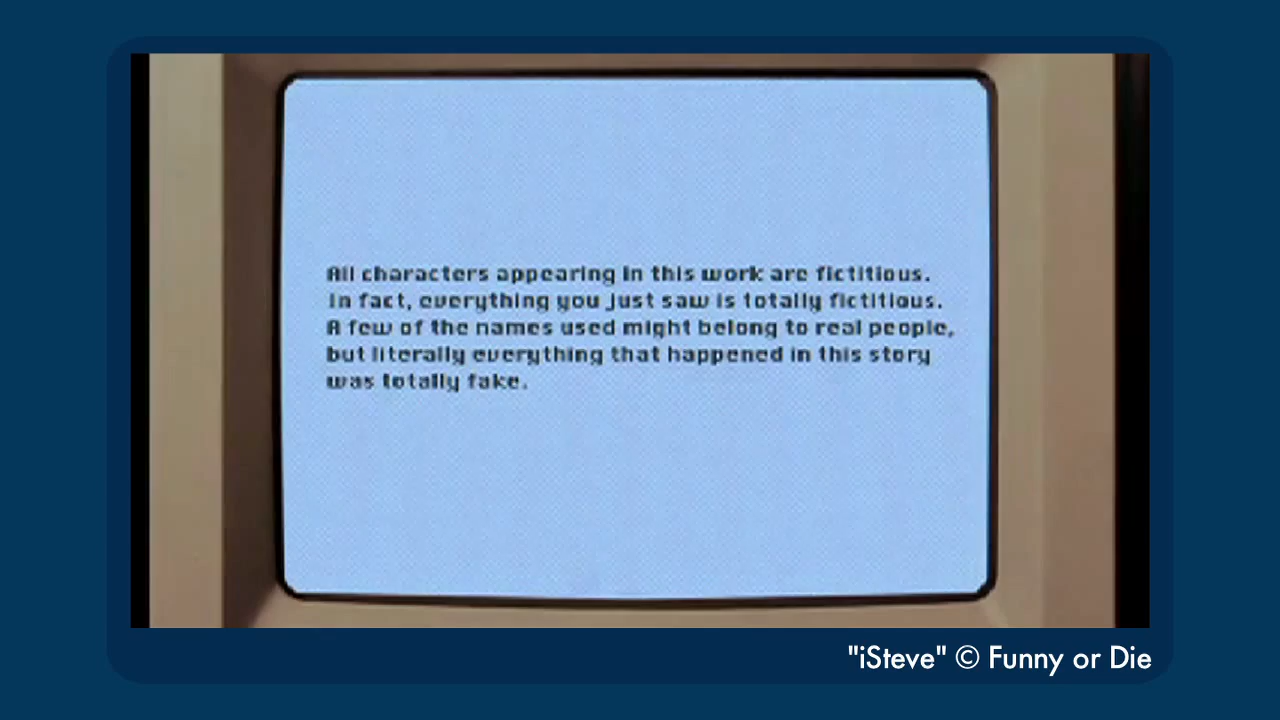 All characters appearing in this work are fictitious.
In fact, everything you just saw is totally fictitious.
A few of the names used might belong to real people,
but literally everything that happened in this story
was totally fake.
"iSteve" © Funny or Die